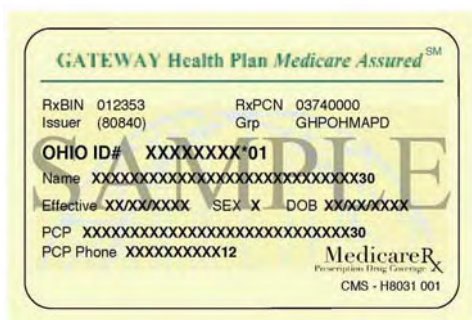 GATEWAY Health Plan Medicare Assured SM
RxBIN 012353 RxPCN 03740000
Issuer (80840) Grp GHPOHMAPD
OHIO ID# XXXXXXXX*01
SAMPLE
Name XXXXXXXXXXXXXXXXXXXXXXXXXXXX30
Effective XX/XX/XXXX SEX X DOB XX/XX/XXXX
PCP XXXXXXXXXXXXXXXXXXXXXXXXXXXX30
PCP Phone XXXXXXXXXX12
MedicareRx
Prescription Drug Coverage
CMS - H8031 001